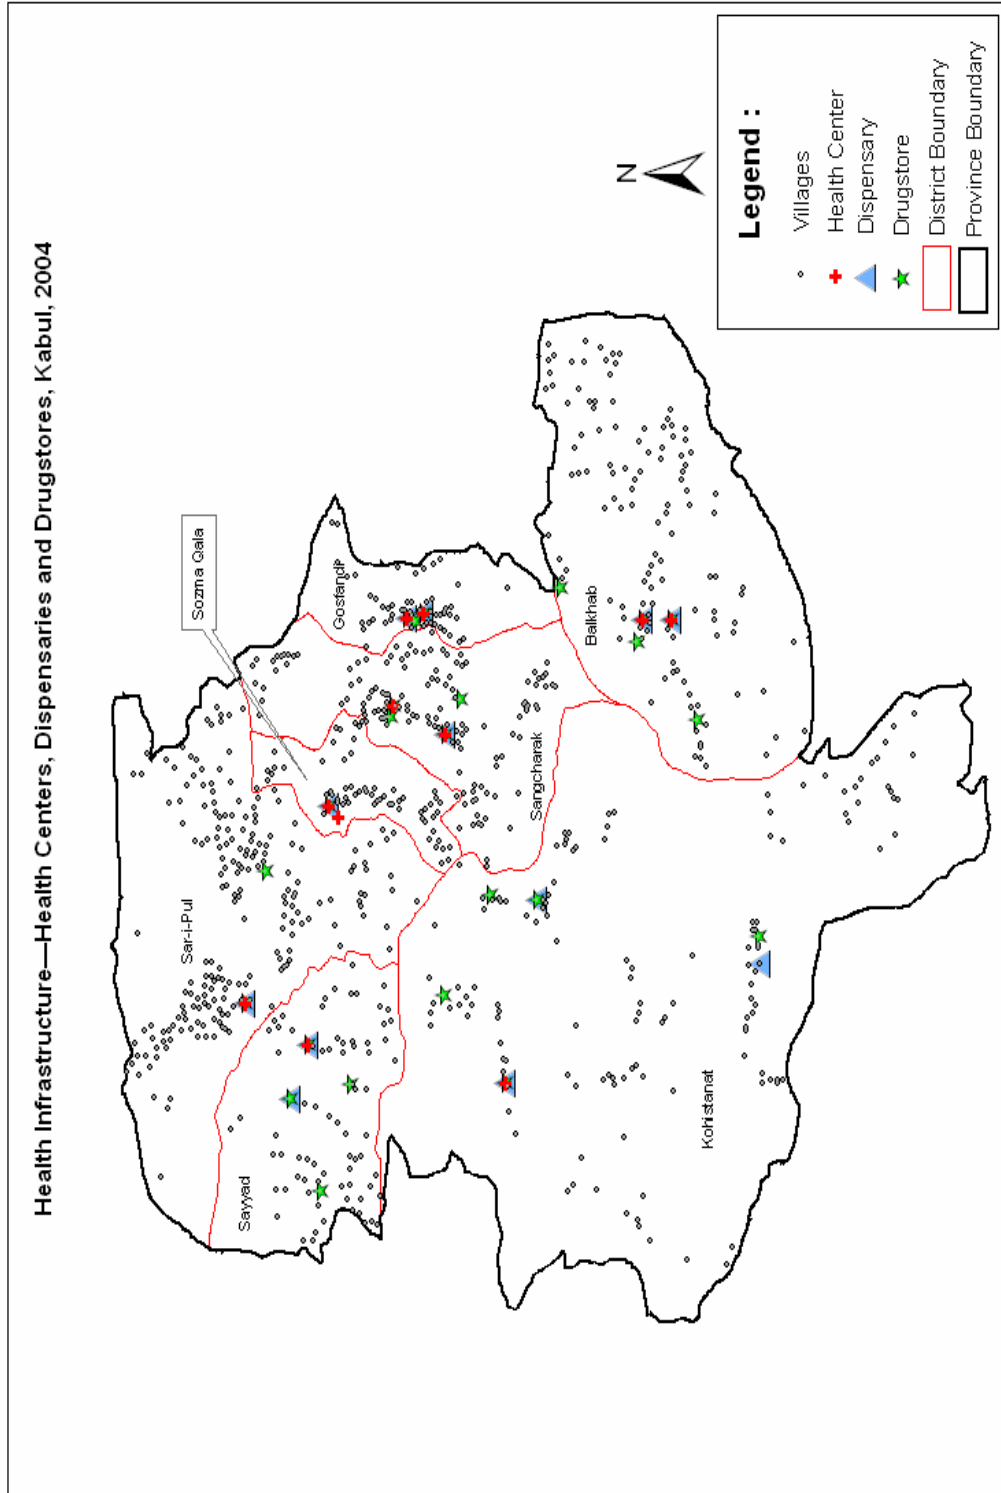 Health Infrastructure—Health Centers, Dispensaries and Drugstores, Kabul, 2004
Sozma Qala
Sar-i-Pul
Gosfandi
Sayyad
Sangcharak
Balkhab
Kohistanat
N
Legend :
Villages
Health Center
Dispensary
Drugstore
District Boundary
Province Boundary